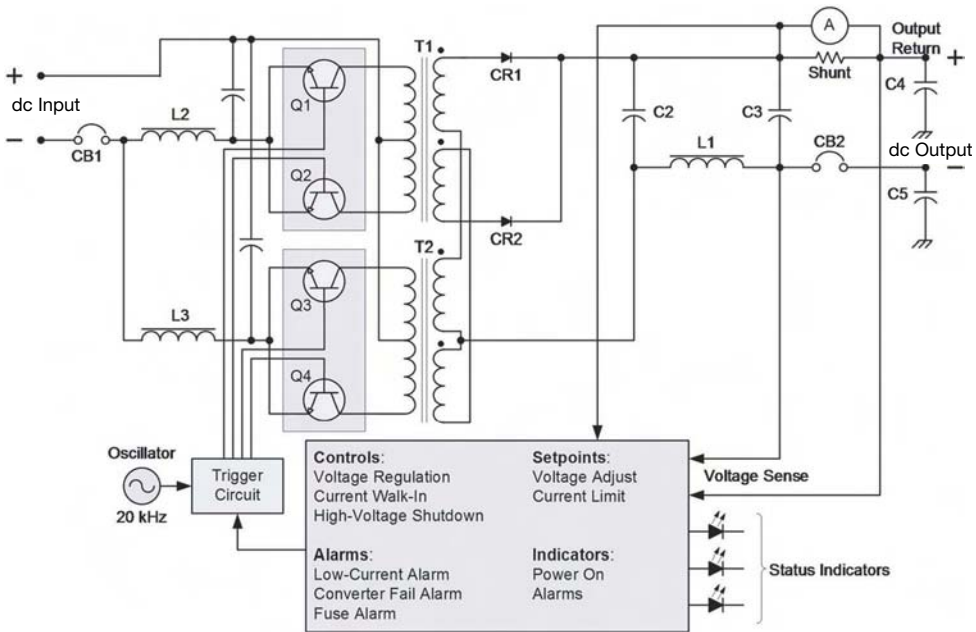 T1
Output
Return
A
+
+
CR1
Shunt
C4
dc Input
Q1
C2
C3
L2
L1
CB2
dc Output
−
−
CB1
Q2
C5
CR2
T2
Q3
L3
Q4
Oscillator
20 kHz
Trigger
Circuit
Controls:
Voltage Regulation
Current Walk-In
High-Voltage Shutdown
Setpoints:
Voltage Adjust
Current Limit
Voltage Sense
Alarms:
Low-Current Alarm
Converter Fail Alarm
Fuse Alarm
Indicators:
Power On
Alarms
Status Indicators